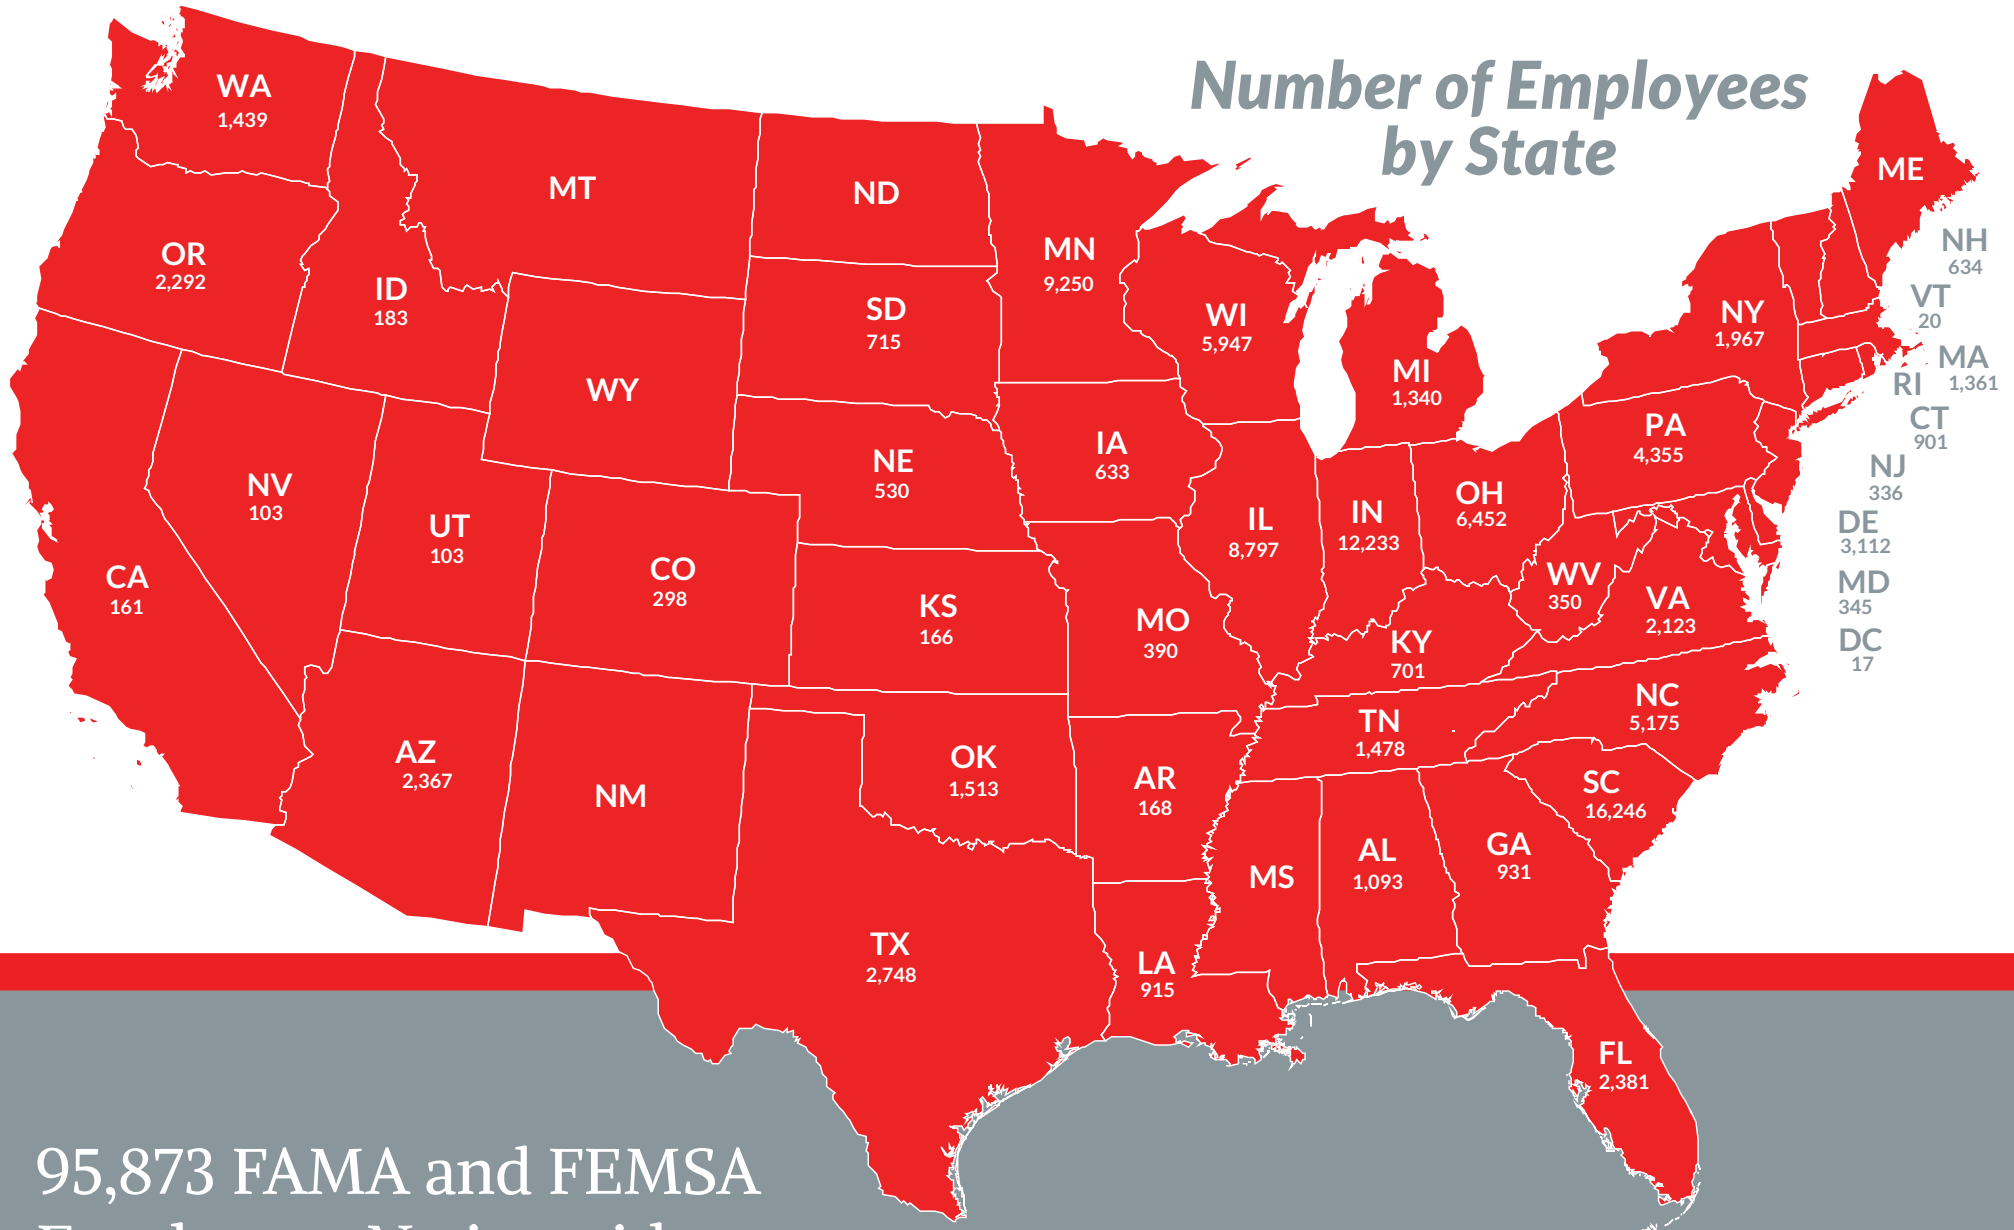 Number of Employees
by State
WA
1,439
MT
ND
ME
OR
2,292
ID
183
MN
9,250
NH
634
SD
715
WI
5,947
NY
1,967
VT
20
WY
MI
1,340
MA
1,361
RI
CT
901
NE
530
IA
633
PA
4,355
NJ
336
NV
103
UT
103
IL
8,797
IN
12,233
OH
6,452
DE
3,112
CA
161
CO
298
KS
166
MO
390
WV
350
VA
2,123
MD
345
KY
701
DC
17
AZ
2,367
NM
OK
1,513
AR
168
TN
1,478
NC
5,175
SC
16,246
MS
AL
1,093
GA
931
TX
2,748
LA
915
FL
2,381
95,873 FAMA and FEMSA